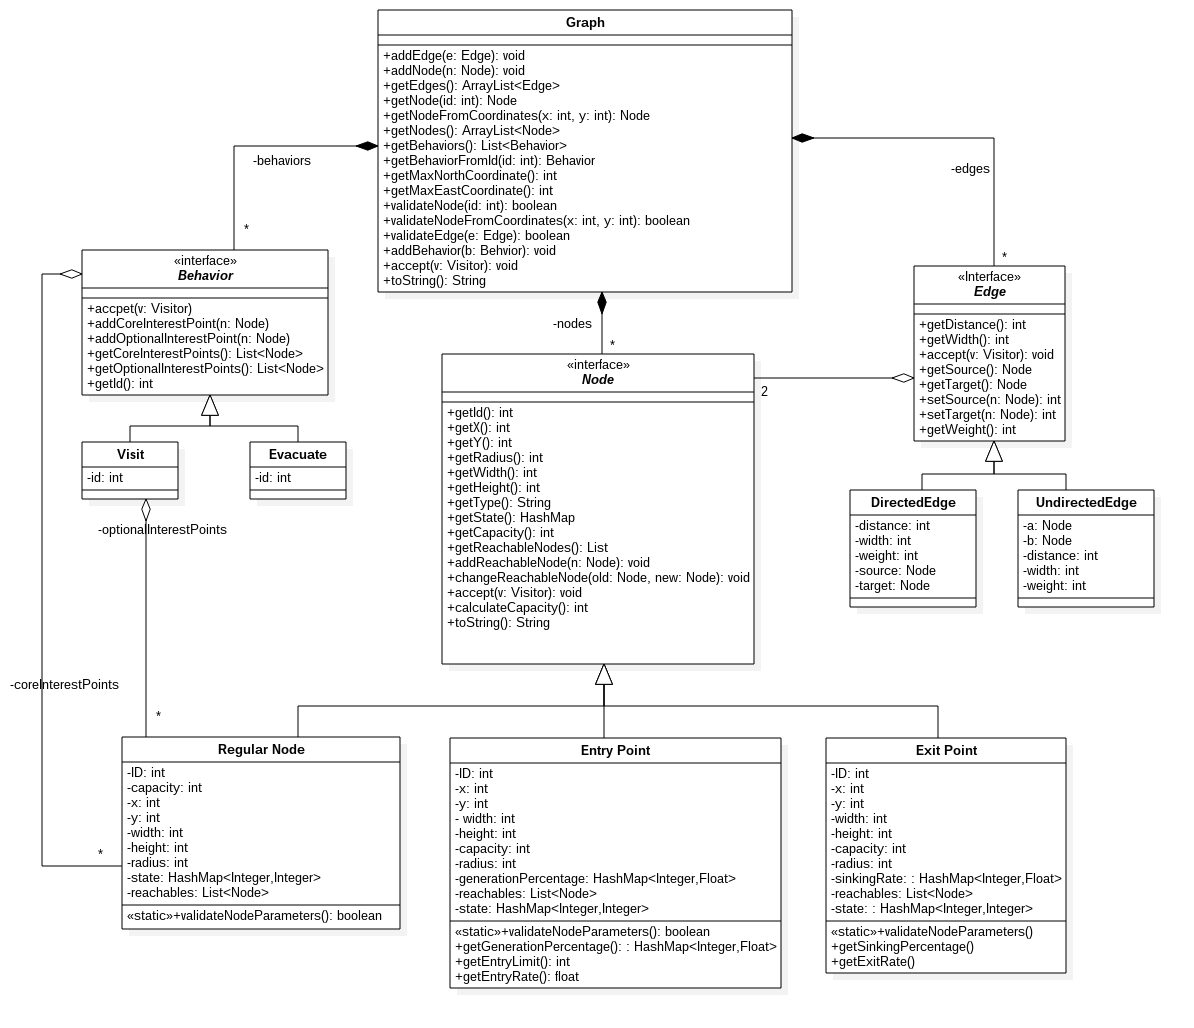 Graph
+addEdge(e: Edge): void
+addNode(n: Node): void
+getEdges(): ArrayList<Edge>
+getNode(id: int): Node
+getNodeFromCoordinates(x: int, y: int): Node
+getNodes(): ArrayList<Node>
+getBehaviors(): List<Behavior>
+getBehaviorFromId(id: int): Behavior
+getMaxNorthCoordinate(): int
+getMaxEastCoordinate(): int
+validateNode(id: int): boolean
+validateNodeFromCoordinates(x: int, y: int): boolean
+validateEdge(e: Edge): boolean
+addBehavior(b: Behvior): void
+accept(v: Visitor): void
+toString(): String
-behaviors
*
-edges
*
-nodes
*
«interface»
Behavior
+accpet(v: Visitor)
+addCoreInterestPoint(n: Node)
+addOptionalInterestPoint(n: Node)
+getCoreInterestPoints(): List<Node>
+getOptionalInterestPoints(): List<Node>
+getId(): int
«interface»
Node
+getId(): int
+getX(): int
+getY(): int
+getRadius(): int
+getWidth(): int
+getHeight(): int
+getType(): String
+getState(): HashMap
+getCapacity(): int
+getReachableNodes(): List
+addReachableNode(n: Node): void
+changeReachableNode(old: Node, new: Node): void
+accept(v: Visitor): void
+calculateCapacity(): int
+toString(): String
2
«Interface»
Edge
+getDistance(): int
+getWidth(): int
+accept(v: Visitor): void
+getSource(): Node
+getTarget(): Node
+setSource(n: Node): int
+setTarget(n: Node): int
+getWeight(): int
Visit
-id: int
Evacuate
-id: int
-optionalInterestPoints
*
-coreInterestPoints
*
DirectedEdge
-distance: int
-width: int
-weight: int
-source: Node
-target: Node
UndirectedEdge
-a: Node
-b: Node
-distance: int
-width: int
-weight: int
Regular Node
-ID: int
-capacity: int
-x: int
-y: int
-width: int
-height: int
-radius: int
-state: HashMap<Integer,Integer>
-reachables: List<Node>
«static»+validateNodeParameters(): boolean
Entry Point
-ID: int
-x: int
-y: int
- width: int
-height: int
-capacity: int
-radius: int
-generationPercentage: HashMap<Integer,Float>
-reachables: List<Node>
-state: HashMap<Integer,Integer>
«static»+validateNodeParameters(): boolean
+getGenerationPercentage(): : HashMap<Integer,Float>
+getEntryLimit(): int
+getEntryRate(): float
Exit Point
-ID: int
-x: int
-y: int
-width: int
-height: int
-capacity: int
-radius: int
-sinkingRate: : HashMap<Integer,Float>
-reachables: List<Node>
-state: : HashMap<Integer,Integer>
«static»+validateNodeParameters()
+getSinkingPercentage()
+getExitRate()